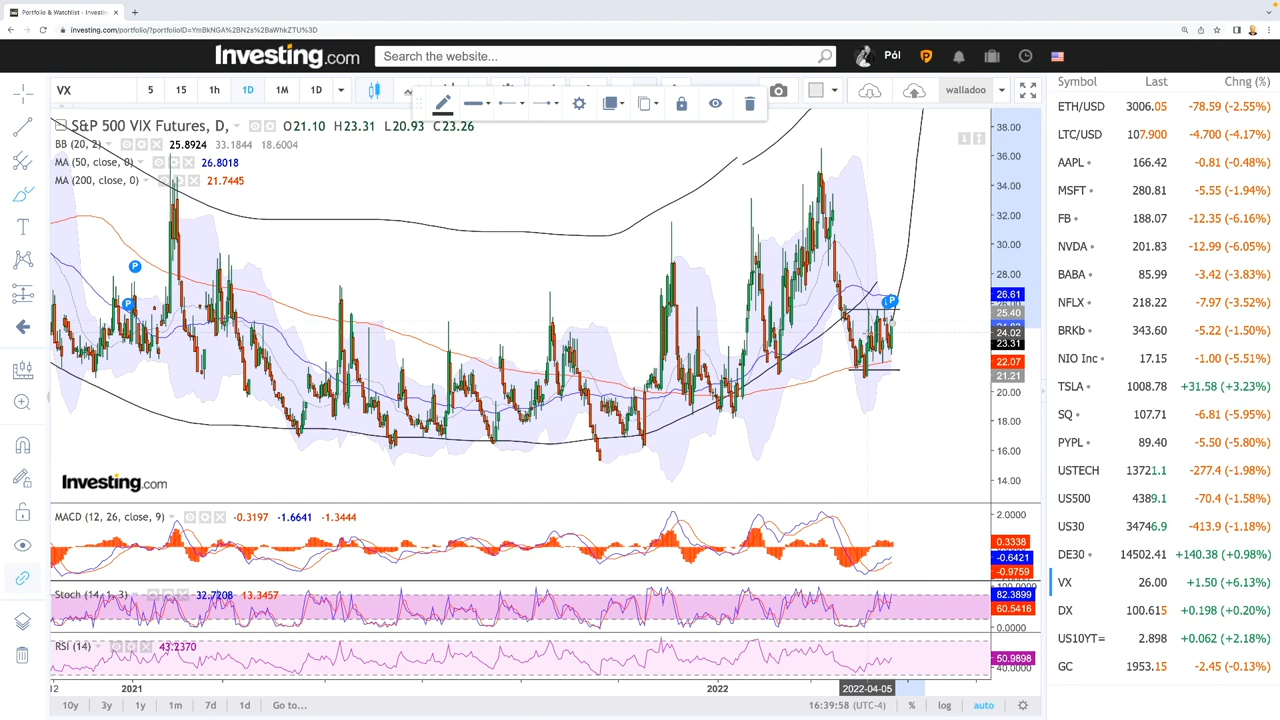 Portfolio & Watchlist - Investin
investing.com/portfolio/?portfolioID=YmBkNGA%2BN2s%2BaWhkZTU%3D
Investing.com
Search the website...
Pól
VX 5 15 1h 1D 1M 1D
walladoo
S&P 500 VIX Futures, D, O21.10 H23.31 L20.93 C23.26
BB (20, 2) 25.8924 33.1844 18.6004
MA (50, close, 0) 26.8018
MA (200, close, 0) 21.7445
38.00
36.00
34.00
32.00
30.00
28.00
26.61
25.40
24.02
23.31
22.07
21.21
20.00
18.00
16.00
14.00
P
P
P
Investing.com
MACD (12, 26, close, 9) -0.3197 -1.6641 -1.3444
2.0000
0.3338
-0.6421
-0.9759
Stoch (14, 1, 3) 32.7208 13.3457
82.3899
60.5416
0.0000
RSI (14) 43.2370
50.9898
40.0000
12 2021 2022 2022-04-05
10y 3y 1y 1m 7d 1d Go to...
16:39:58 (UTC-4) % log auto
Symbol Last Chng (%)
ETH/USD 3006.05 -78.59 (-2.55%)
LTC/USD 107.900 -4.700 (-4.17%)
AAPL 166.42 -0.81 (-0.48%)
MSFT 280.81 -5.55 (-1.94%)
FB 188.07 -12.35 (-6.16%)
NVDA 201.83 -12.99 (-6.05%)
BABA 85.99 -3.42 (-3.83%)
NFLX 218.22 -7.97 (-3.52%)
BRKb 343.60 -5.22 (-1.50%)
NIO Inc 17.15 -1.00 (-5.51%)
TSLA 1008.78 +31.58 (+3.23%)
SQ 107.71 -6.81 (-5.95%)
PYPL 89.40 -5.50 (-5.80%)
USTECH 13721.1 -277.4 (-1.98%)
US500 4389.1 -70.4 (-1.58%)
US30 34746.9 -413.9 (-1.18%)
DE30 14502.41 +140.38 (+0.98%)
VX 26.00 +1.50 (+6.13%)
DX 100.615 +0.198 (+0.20%)
US10YT= 2.898 +0.062 (+2.18%)
GC 1953.15 -2.45 (-0.13%)